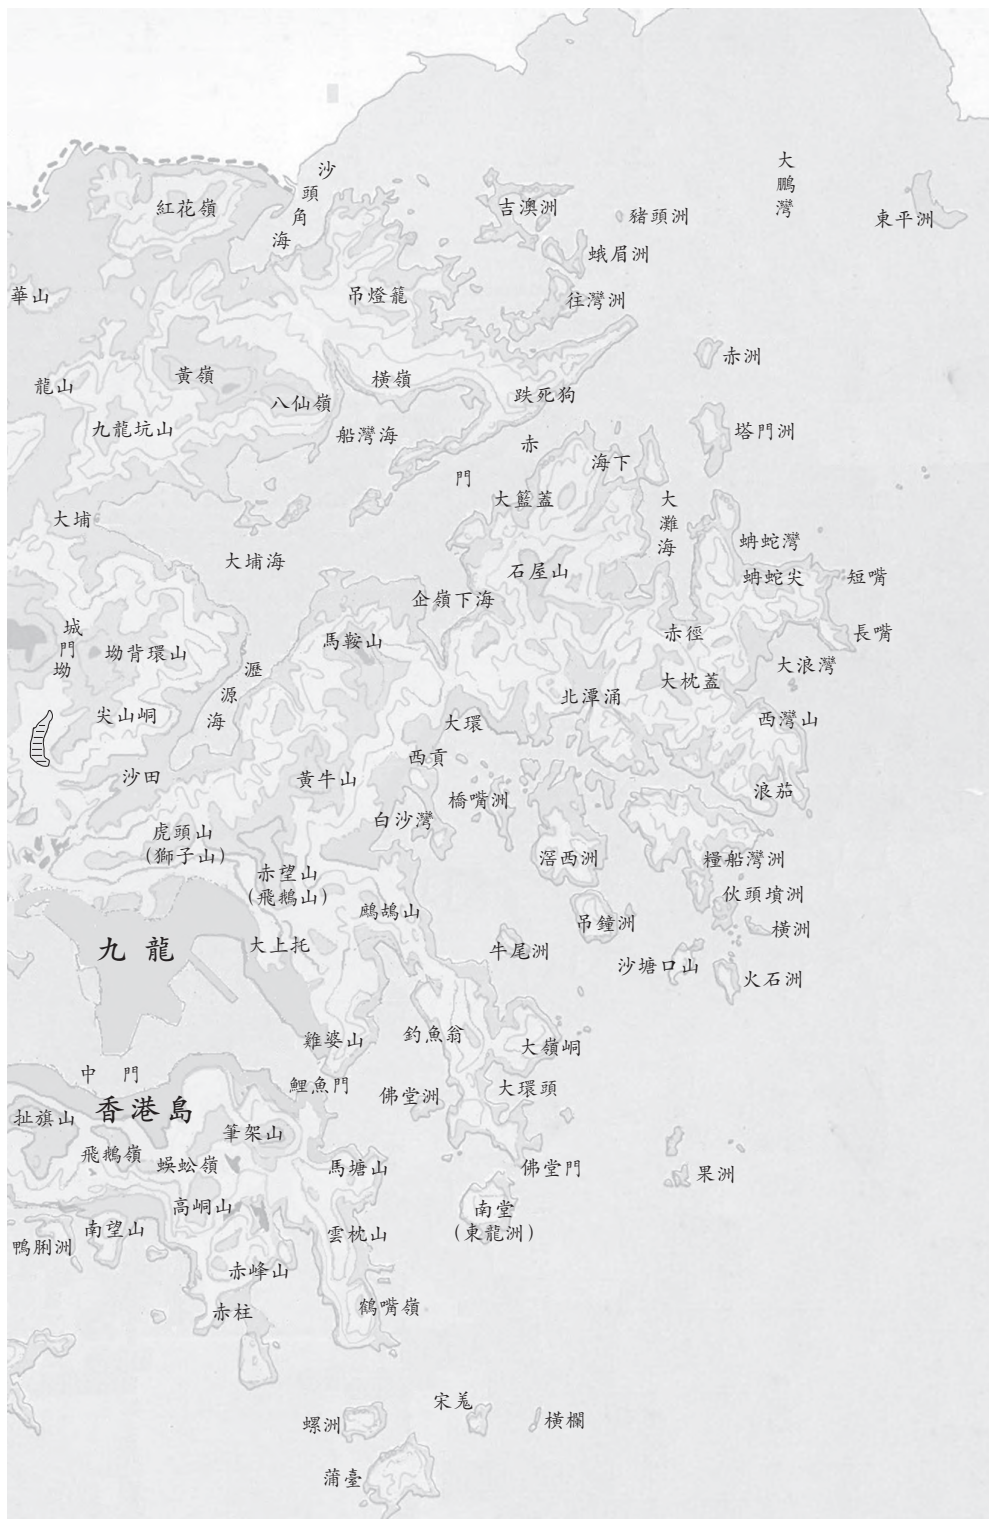 大鵬灣
沙頭角海
紅花嶺
吉澳洲
豬頭洲
東平洲
蛾眉洲
華山
吊燈籠
往灣洲
赤洲
龍山
黃嶺
橫嶺
跌死狗
八仙嶺
九龍坑山
船灣海
塔門洲
赤門
海下
大籃蓋
大灘海
大埔
大埔海
蚺蛇灣
石屋山
蚺蛇尖
短嘴
企嶺下海
城門坳
坳背環山
馬鞍山
赤徑
長嘴
大浪灣
瀝源海
大枕蓋
北潭涌
尖山峒
大環
西灣山
西貢
沙田
黃牛山
橋嘴洲
浪茄
白沙灣
虎頭山
(獅子山)
滘西洲
糧船灣洲
赤望山
(飛鵝山)
伙頭墳洲
鷓鴣山
吊鐘洲
橫洲
九龍
大上托
牛尾洲
沙塘口山
火石洲
雞婆山
釣魚翁
大嶺峒
中門
鯉魚門
佛堂洲
大環頭
扯旗山
香港島
筆架山
飛鵝嶺
蜈蚣嶺
馬塘山
佛堂門
果洲
高峒山
南堂
(東龍洲)
南望山
雲枕山
鴨脷洲
赤峰山
赤柱
鶴嘴嶺
宋羗
螺洲
橫欄
蒲臺